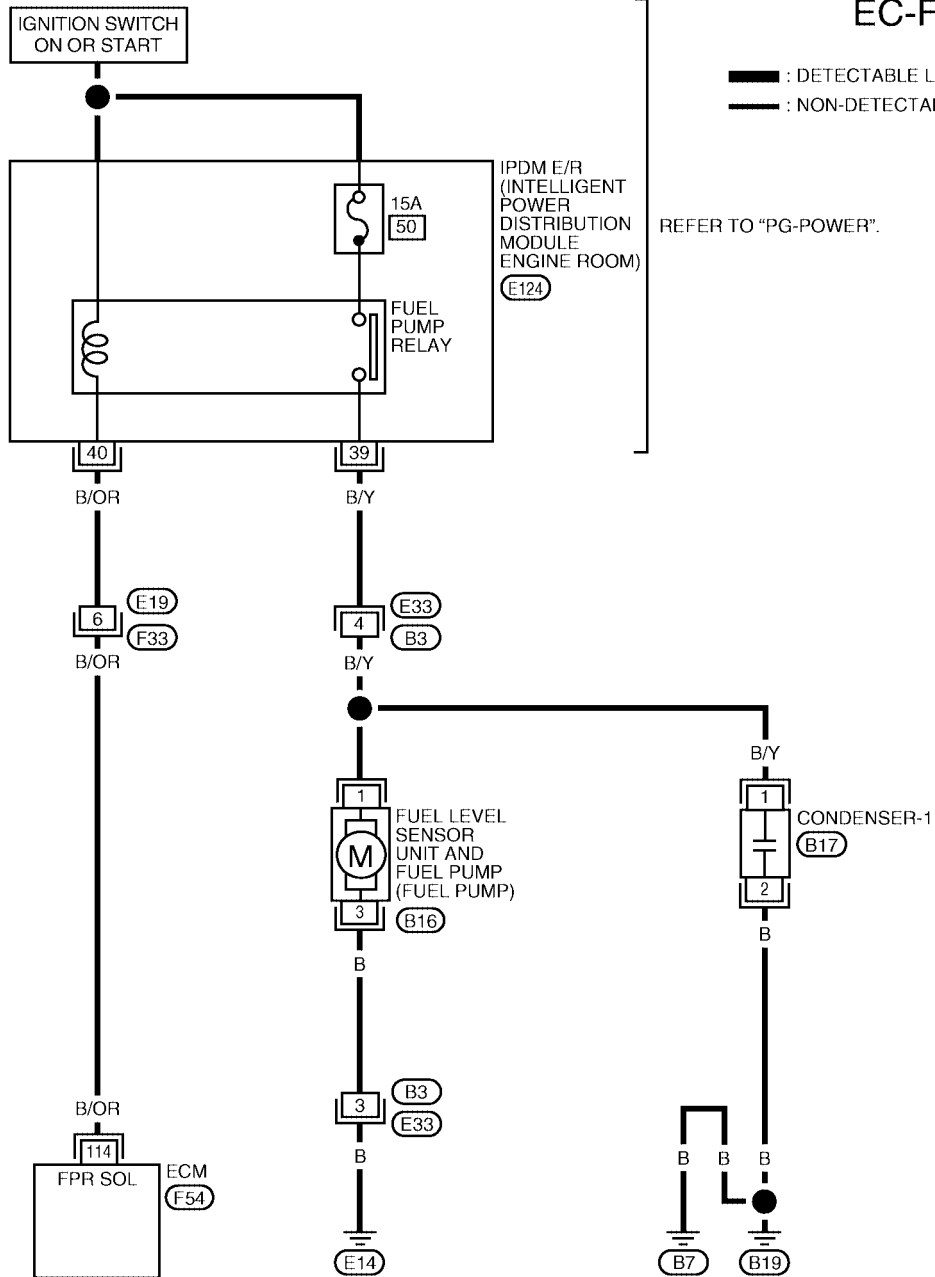 EC-F
IGNITION SWITCH
ON OR START
: DETECTABLE L
: NON-DETECTA
IPDM E/R
(INTELLIGENT
POWER
DISTRIBUTION
MODULE
ENGINE ROOM)
E124
REFER TO “PG-POWER”.
15A
50
FUEL
PUMP
RELAY
40
39
B/OR
B/Y
6
E19
F33
4
E33
B3
B/OR
B/Y
B/Y
1
FUEL LEVEL
SENSOR
UNIT AND
FUEL PUMP
(FUEL PUMP)
M
3
B16
1
CONDENSER-1
B17
2
B
B
3
B3
E33
B/OR
B
114
FPR SOL
ECM
F54
B
B
B
E14
B7
B19